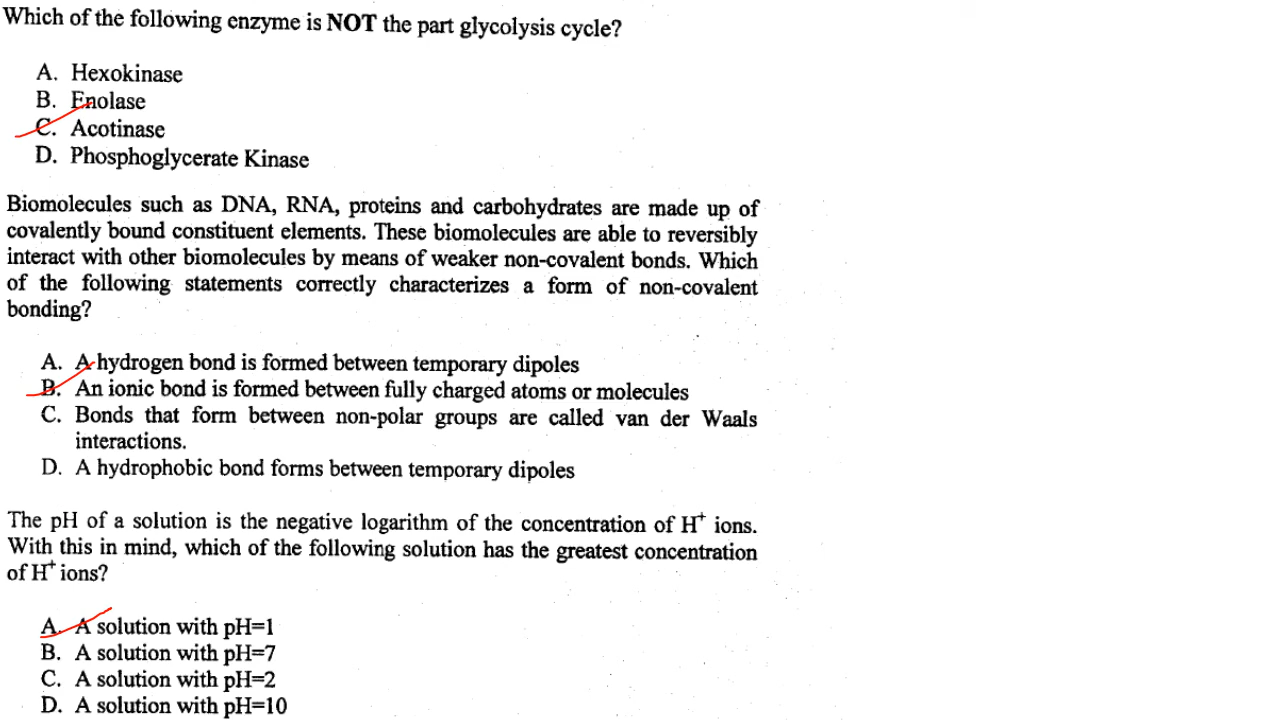 Which of the following enzyme is NOT the part glycolysis cycle?
A. Hexokinase
B. Enolase
C. Acotinase
D. Phosphoglycerate Kinase
Biomolecules such as DNA, RNA, proteins and carbohydrates are made up of
covalently bound constituent elements. These biomolecules are able to reversibly
interact with other biomolecules by means of weaker non-covalent bonds. Which
of the following statements correctly characterizes a form of non-covalent
bonding?
A. A hydrogen bond is formed between temporary dipoles
B. An ionic bond is formed between fully charged atoms or molecules
C. Bonds that form between non-polar groups are called van der Waals
interactions.
D. A hydrophobic bond forms between temporary dipoles
The pH of a solution is the negative logarithm of the concentration of H⁺ ions.
With this in mind, which of the following solution has the greatest concentration
of H⁺ ions?
A. A solution with pH=1
B. A solution with pH=7
C. A solution with pH=2
D. A solution with pH=10